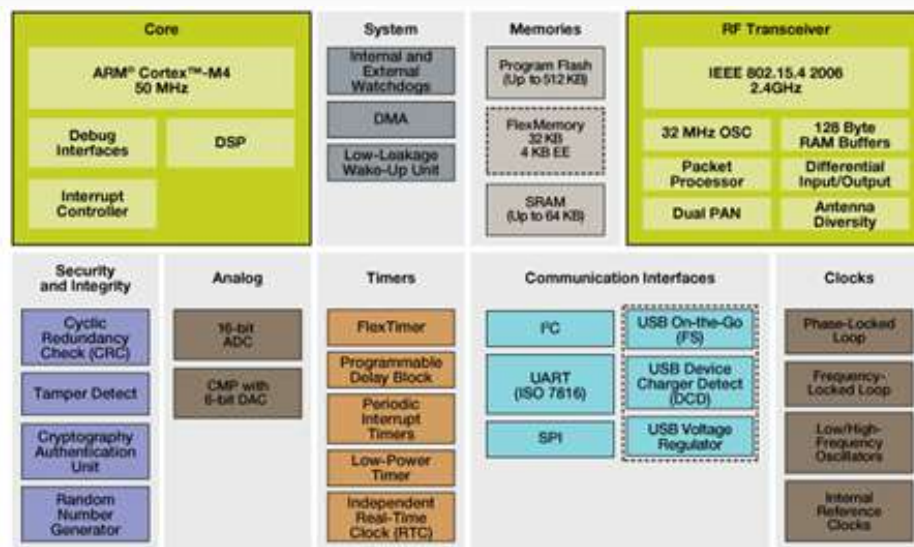 Core
ARM® Cortex™-M4
50 MHz
Debug
Interfaces
DSP
Interrupt
Controller
System
Internal and
External
Watchdogs
DMA
Low-Leakage
Wake-Up Unit
Memories
Program Flash
(Up to 512 KB)
FlexMemory
32 KB
4 KB EE
SRAM
(Up to 64 KB)
RF Transceiver
IEEE 802.15.4 2006
2.4GHz
32 MHz OSC
128 Byte
RAM Buffers
Packet
Processor
Differential
Input/Output
Dual PAN
Antenna
Diversity
Security
and Integrity
Cyclic
Redundancy
Check (CRC)
Tamper Detect
Cryptography
Authentication
Unit
Random
Number
Generator
Analog
16-bit
ADC
CMP with
6-bit DAC
Timers
FlexTimer
Programmable
Delay Block
Periodic
Interrupt
Timers
Low-Power
Timer
Independent
Real-Time
Clock (RTC)
Communication Interfaces
I²C
UART
(ISO 7816)
SPI
USB On-the-Go
(FS)
USB Device
Charger Detect
(DCD)
USB Voltage
Regulator
Clocks
Phase-Locked
Loop
Frequency-
Locked Loop
Low/High-
Frequency
Oscillators
Internal
Reference
Clocks